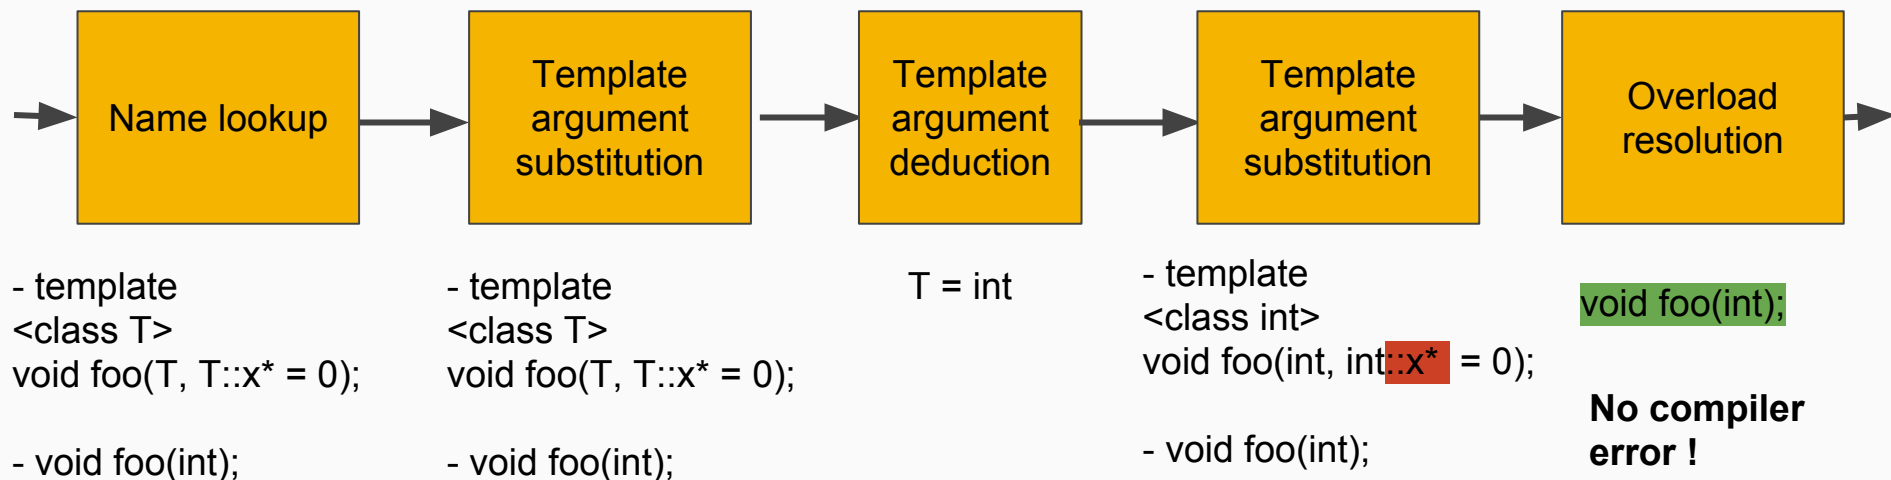 Name lookup
Template
argument
substitution
Template
argument
deduction
Template
argument
substitution
Overload
resolution
- template
<class T>
void foo(T, T::x* = 0);
- void foo(int);
- template
<class T>
void foo(T, T::x* = 0);
- void foo(int);
T = int
- template
<class int>
void foo(int, int::x* = 0);
- void foo(int);
void foo(int);
No compiler
error !